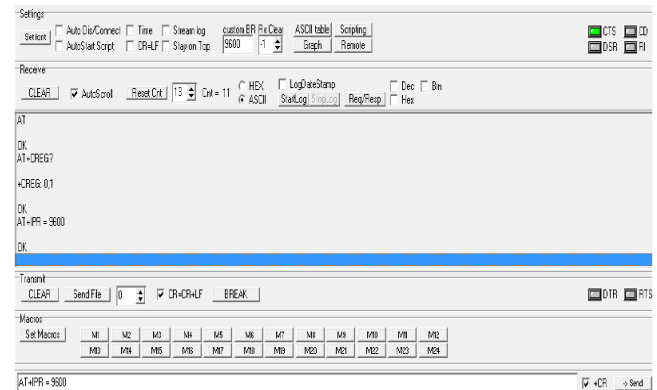 Settings
Set font
Auto Dis/Connect Time Stream log custom BR Rx Clear ASCII table Scripting CTS CD
AutoStart Script CR=LF Stay on Top 9600 -1 Graph Remote DSR RI
Receive
CLEAR AutoScroll Reset Cnt 13 Cnt = 11 HEX LogDateStamp Dec Bin
ASCII StartLog StopLog Req/Resp Hex
AT
OK
AT+CREG?
+CREG: 0,1
OK
AT+IPR = 9600
OK
Transmit
CLEAR Send File 0 CR=CR+LF BREAK DTR RTS
Macros
Set Macros M1 M2 M3 M4 M5 M6 M7 M8 M9 M10 M11 M12
M13 M14 M15 M16 M17 M18 M19 M20 M21 M22 M23 M24
AT+IPR = 9600 +CR -> Send